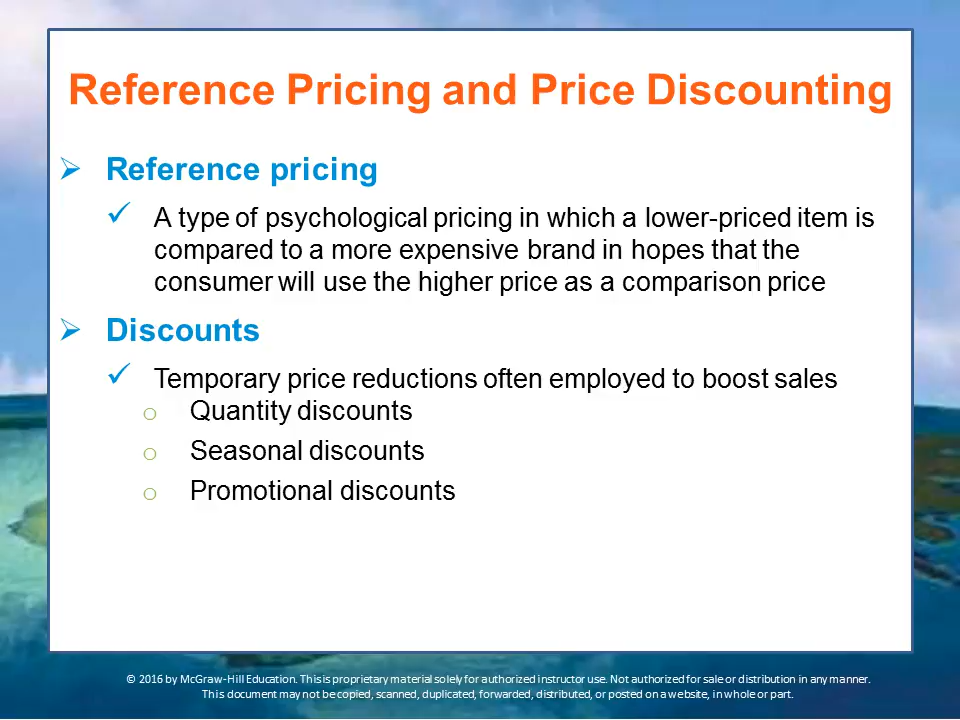 Reference Pricing and Price Discounting
➢ Reference pricing
✓ A type of psychological pricing in which a lower-priced item is
compared to a more expensive brand in hopes that the
consumer will use the higher price as a comparison price
➢ Discounts
✓ Temporary price reductions often employed to boost sales
o Quantity discounts
o Seasonal discounts
o Promotional discounts
© 2016 by McGraw-Hill Education. This is proprietary material solely for authorized instructor use. Not authorized for sale or distribution in any manner.
This document may not be copied, scanned, duplicated, forwarded, distributed, or posted on a website, in whole or part.